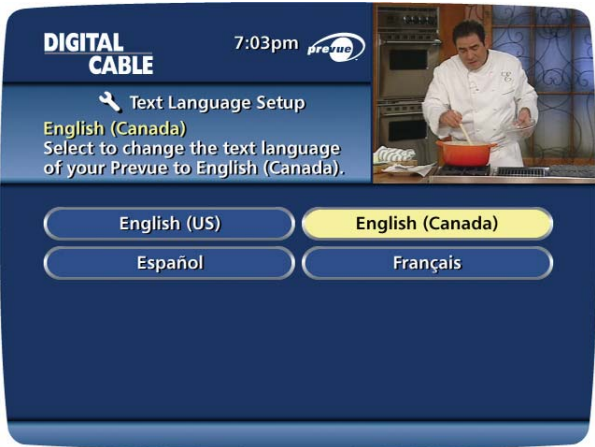 DIGITAL
CABLE
7:03pm prevue
Text Language Setup
English (Canada)
Select to change the text language
of your Prevue to English (Canada).
English (US)
English (Canada)
Español
Français